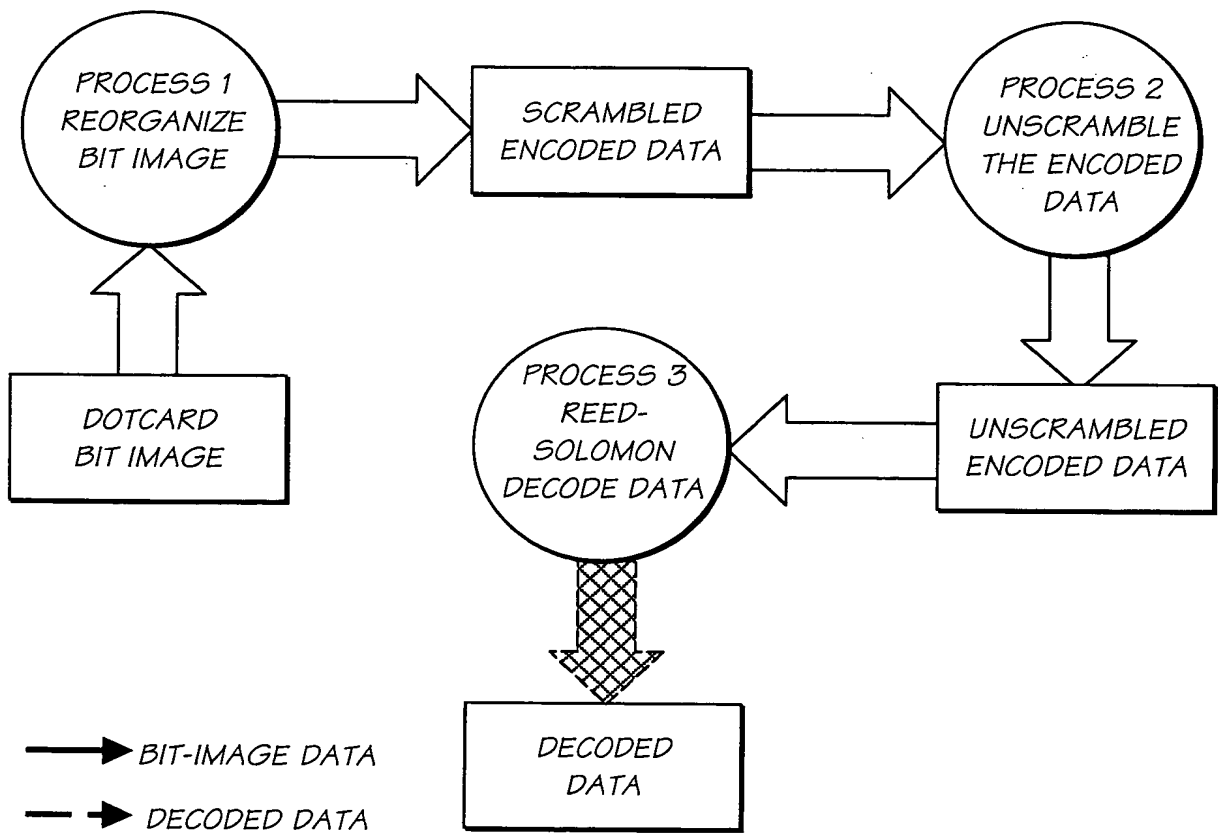 PROCESS 1
REORGANIZE
BIT IMAGE
SCRAMBLED
ENCODED DATA
PROCESS 2
UNSCRAMBLE
THE ENCODED
DATA
DOTCARD
BIT IMAGE
PROCESS 3
REED-
SOLOMON
DECODE DATA
UNSCRAMBLED
ENCODED DATA
DECODED
DATA
BIT-IMAGE DATA
DECODED DATA